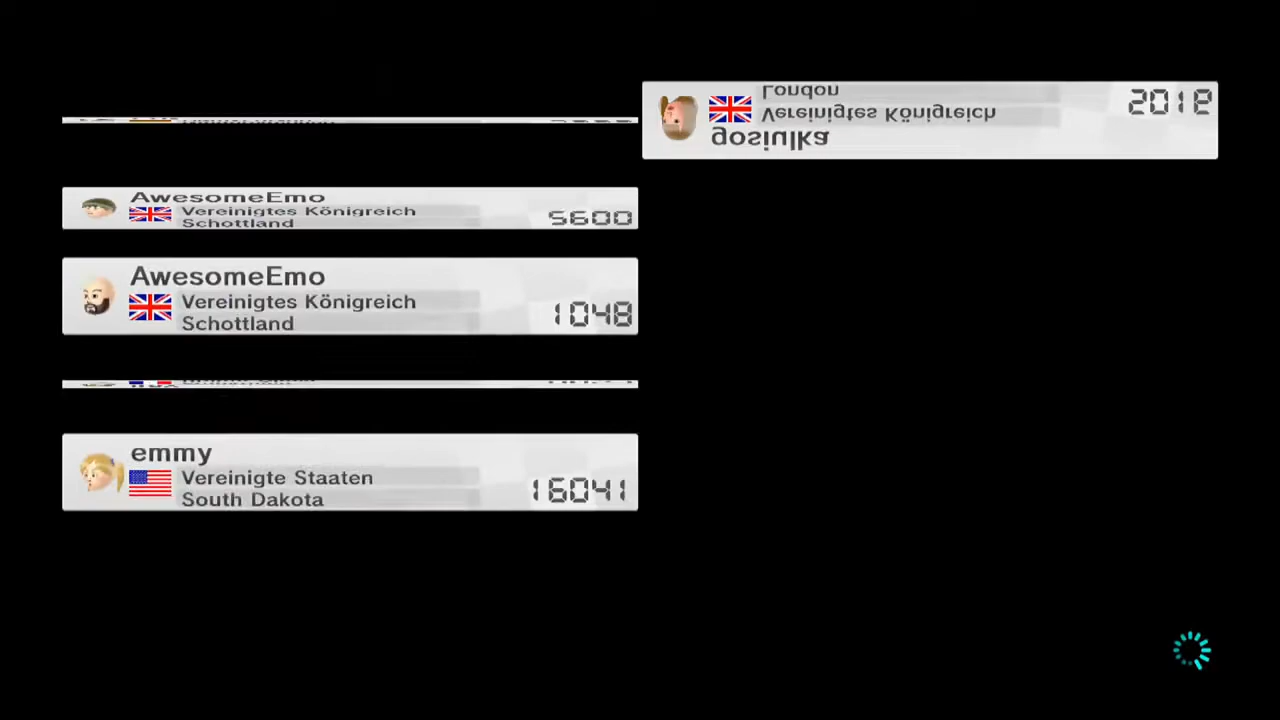 AwesomeEmo
Vereinigtes Königreich
Schottland
5600
AwesomeEmo
Vereinigtes Königreich
Schottland
1048
emmy
Vereinigte Staaten
South Dakota
16041
gosiulka
Vereinigtes Königreich
London